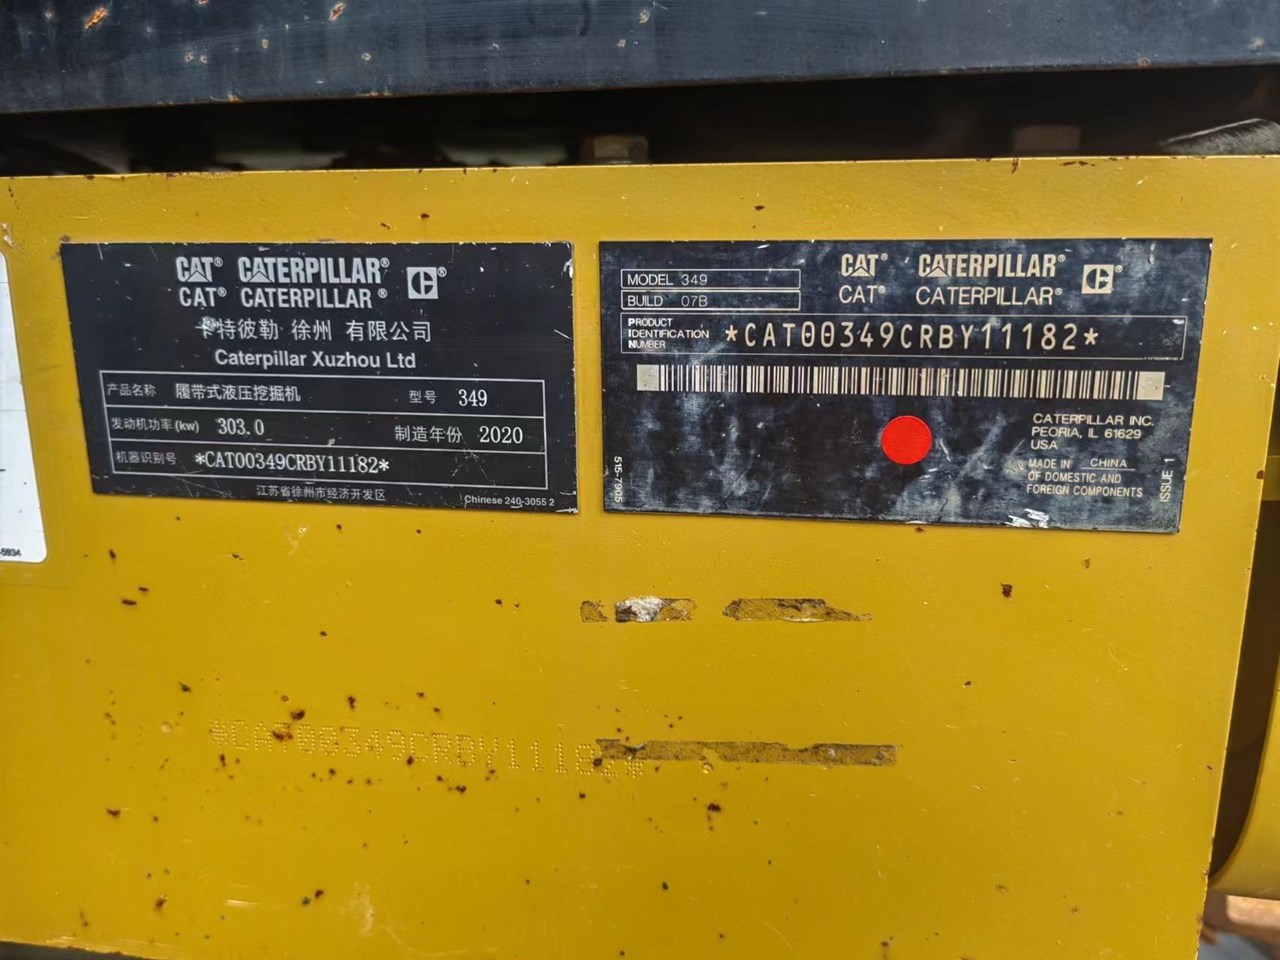 CAT® CATERPILLAR® C®
CAT® CATERPILLAR®
卡特彼勒 徐州 有限公司
Caterpillar Xuzhou Ltd
产品名称 履带式液压挖掘机 型号 349
发动机功率(kw) 303.0 制造年份 2020
机器识别号 *CAT00349CRBY11182*
江苏省徐州市经济开发区
Chinese 240-3055 2
MODEL 349
BUILD 07B
CAT® CATERPILLAR® C®
CAT® CATERPILLAR®
PRODUCT
IDENTIFICATION
NUMBER
*CAT00349CRBY11182*
CATERPILLAR INC.
PEORIA, IL 61629
USA
MADE IN CHINA
OF DOMESTIC AND
FOREIGN COMPONENTS
515-7905
ISSUE 1
-5934
*CAT00349CRBY11182*